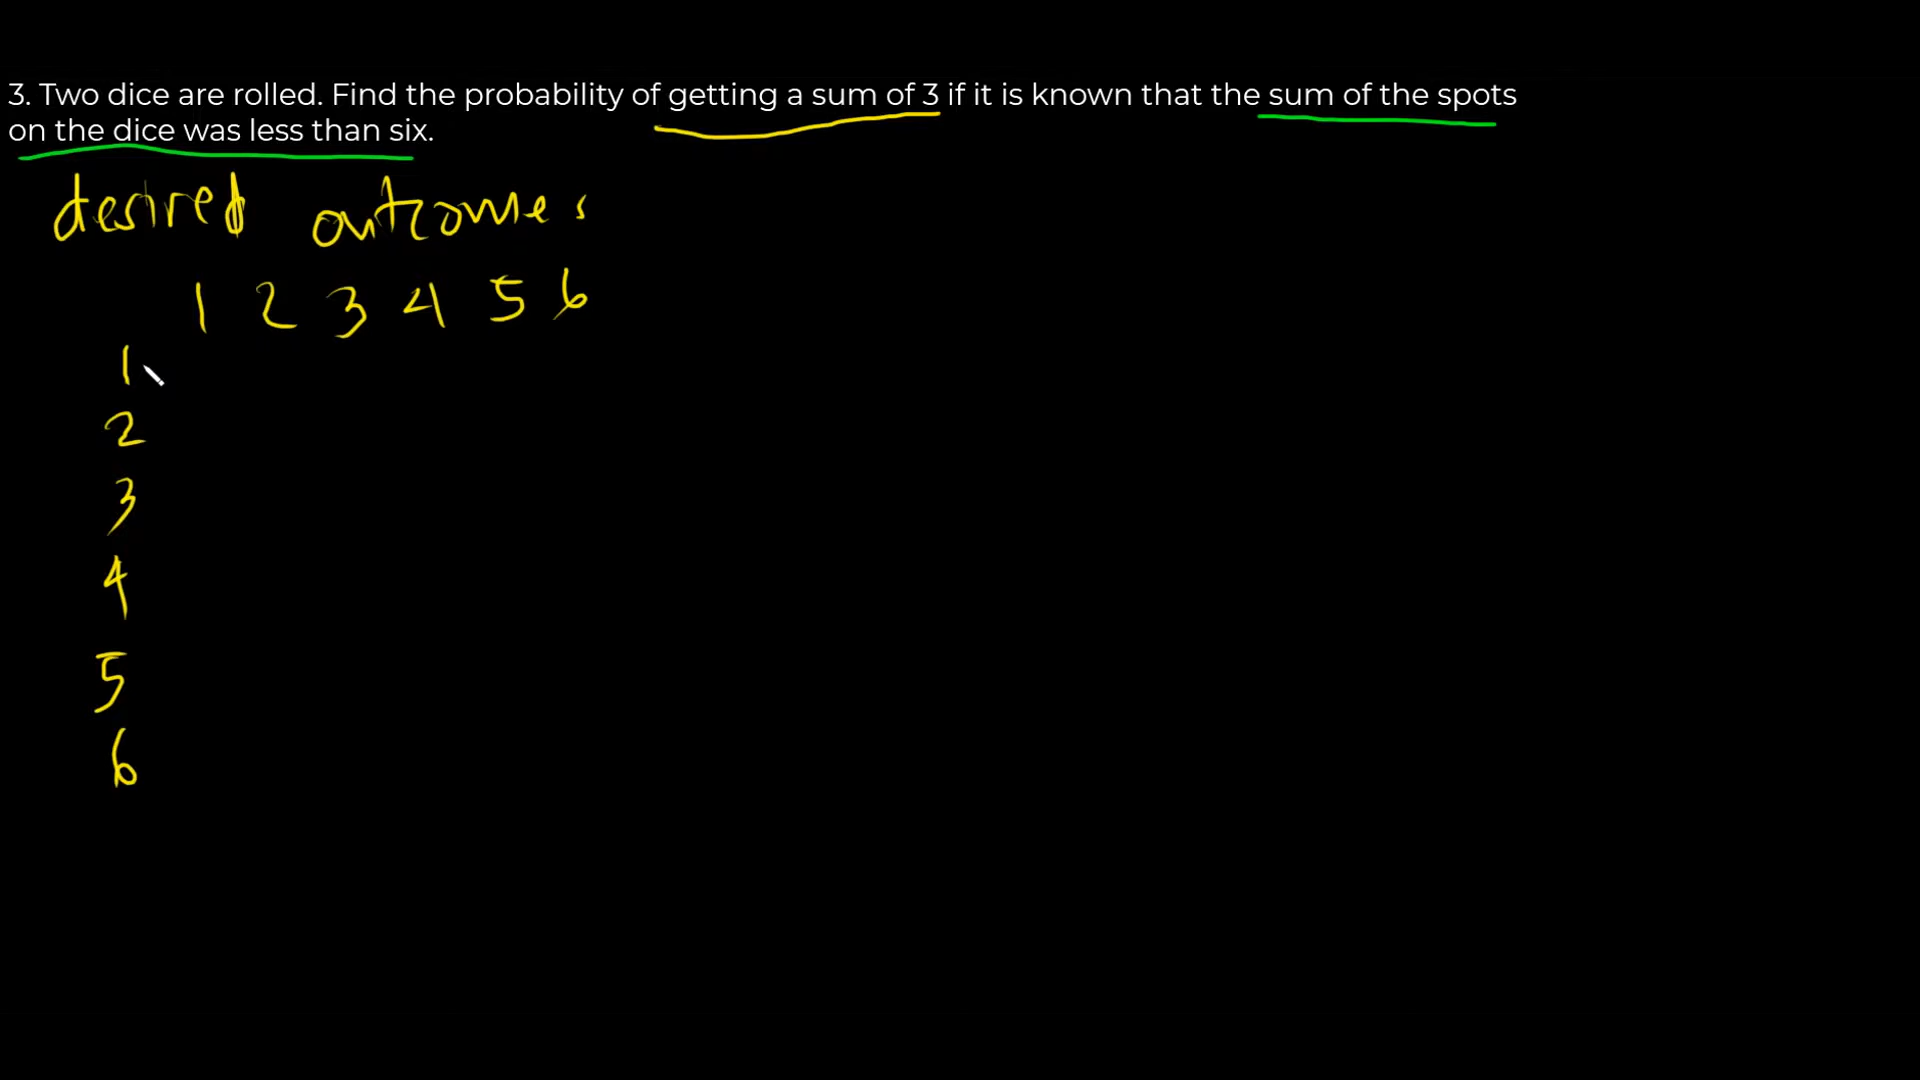 3. Two dice are rolled. Find the probability of getting a sum of 3 if it is known that the sum of the spots
on the dice was less than six.
desired outcomes
1 2 3 4 5 6
1
2
3
4
5
6